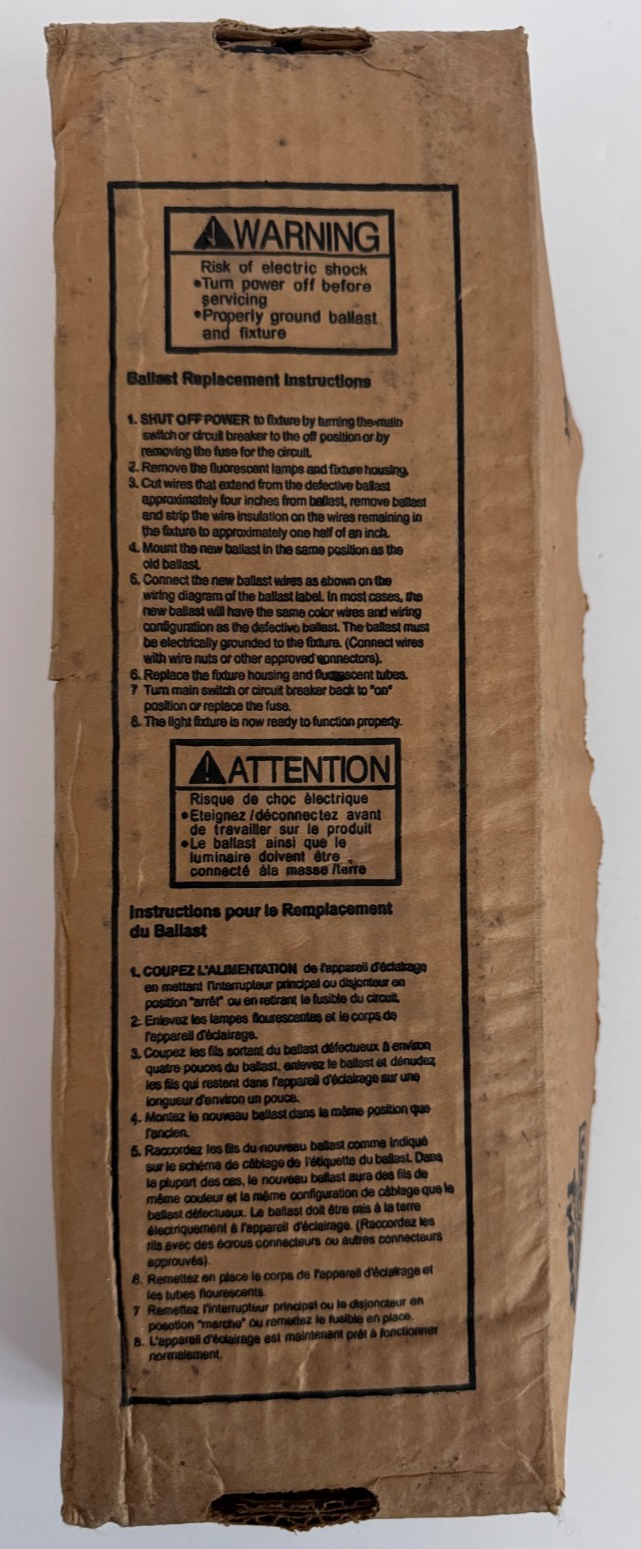 WARNING
Risk of electric shock
•Turn power off before
servicing
•Properly ground ballast
and fixture
Ballast Replacement Instructions
1. SHUT OFF POWER to fixture by turning the main
switch or circuit breaker to the off position or by
removing the fuse for the circuit.
2. Remove the fluorescent lamps and fixture housing.
3. Cut wires that extend from the defective ballast
approximately four inches from ballast, remove ballast
and strip the wire insulation on the wires remaining in
the fixture to approximately one half of an inch.
4. Mount the new ballast in the same position as the
old ballast.
5. Connect the new ballast wires as shown on the
wiring diagram of the ballast label. In most cases, the
new ballast will have the same color wires and wiring
configuration as the defective ballast. The ballast must
be electrically grounded to the fixture. (Connect wires
with wire nuts or other approved connectors).
6. Replace the fixture housing and fluorescent tubes.
7 Turn main switch or circuit breaker back to "on"
position or replace the fuse.
8. The light fixture is now ready to function properly.
ATTENTION
Risque de choc électrique
•Eteignez /déconnectez avant
de travailler sur le produit
•Le ballast ainsi que le
luminaire doivent être
connecté àla masse /terre
Instructions pour le Remplacement
du Ballast
1. COUPEZ L'ALIMENTATION de l'appareil d'éclairage
en mettant l'interrupteur principal ou disjonteur en
position "arrêt" ou en retirant le fusible du circuit.
2. Enlevez les lampes flourescentes et le corps de
l'appareil d'éclairage.
3. Coupez les fils sortant du ballast défectueux à environ
quatre pouces du ballast, enlevez le ballast et dénudez
les fils qui restent dans l'appareil d'éclairage sur une
longueur d'environ un pouce.
4. Montez le nouveau ballast dans la même position que
l'ancien.
5. Raccordez les fils du nouveau ballast comme indiqué
sur le schéma de câblage de l'étiquette du ballast. Dans
la plupart des cas, le nouveau ballast aura des fils de
même couleur et la même configuration de câblage que le
ballast défectueux. Le ballast doit être mis à la terre
électriquement à l'appareil d'éclairage. (Raccordez les
fils avec des écrous connecteurs ou autres connecteurs
approuvés).
6. Remettez en place le corps de l'appareil d'éclairage et
les tubes flourescents.
7 Remettez l'interrupteur principal ou le disjoncteur en
posotion "marche" ou remettez le fusible en place.
8. L'appareil d'éclairage est maintenant prêt à fonctionner
normalement.